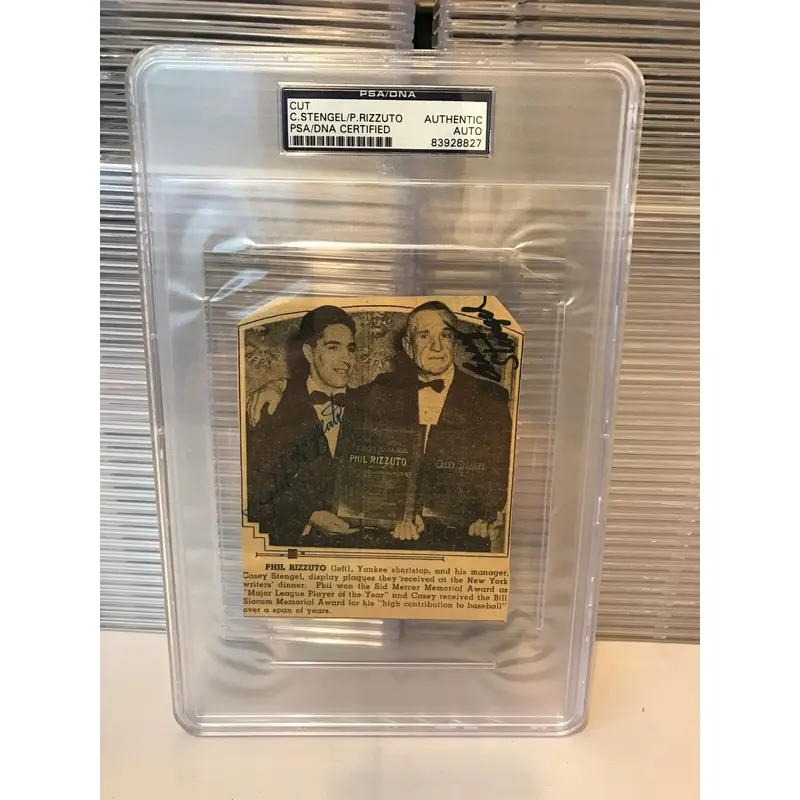 PSA/DNA
CUT
C.STENGEL/P.RIZZUTO AUTHENTIC
PSA/DNA CERTIFIED AUTO
83928827
PHIL RIZZUTO
CASEY STENGEL
PHIL RIZZUTO (left), Yankee shortstop, and his manager,
Casey Stengel, display plaques they received at the New York
writers' dinner. Phil won the Sid Mercer Memorial Award as
"Major League Player of the Year" and Casey received the Bill
Slocum Memorial Award for his "high contribution to baseball"
over a span of years.